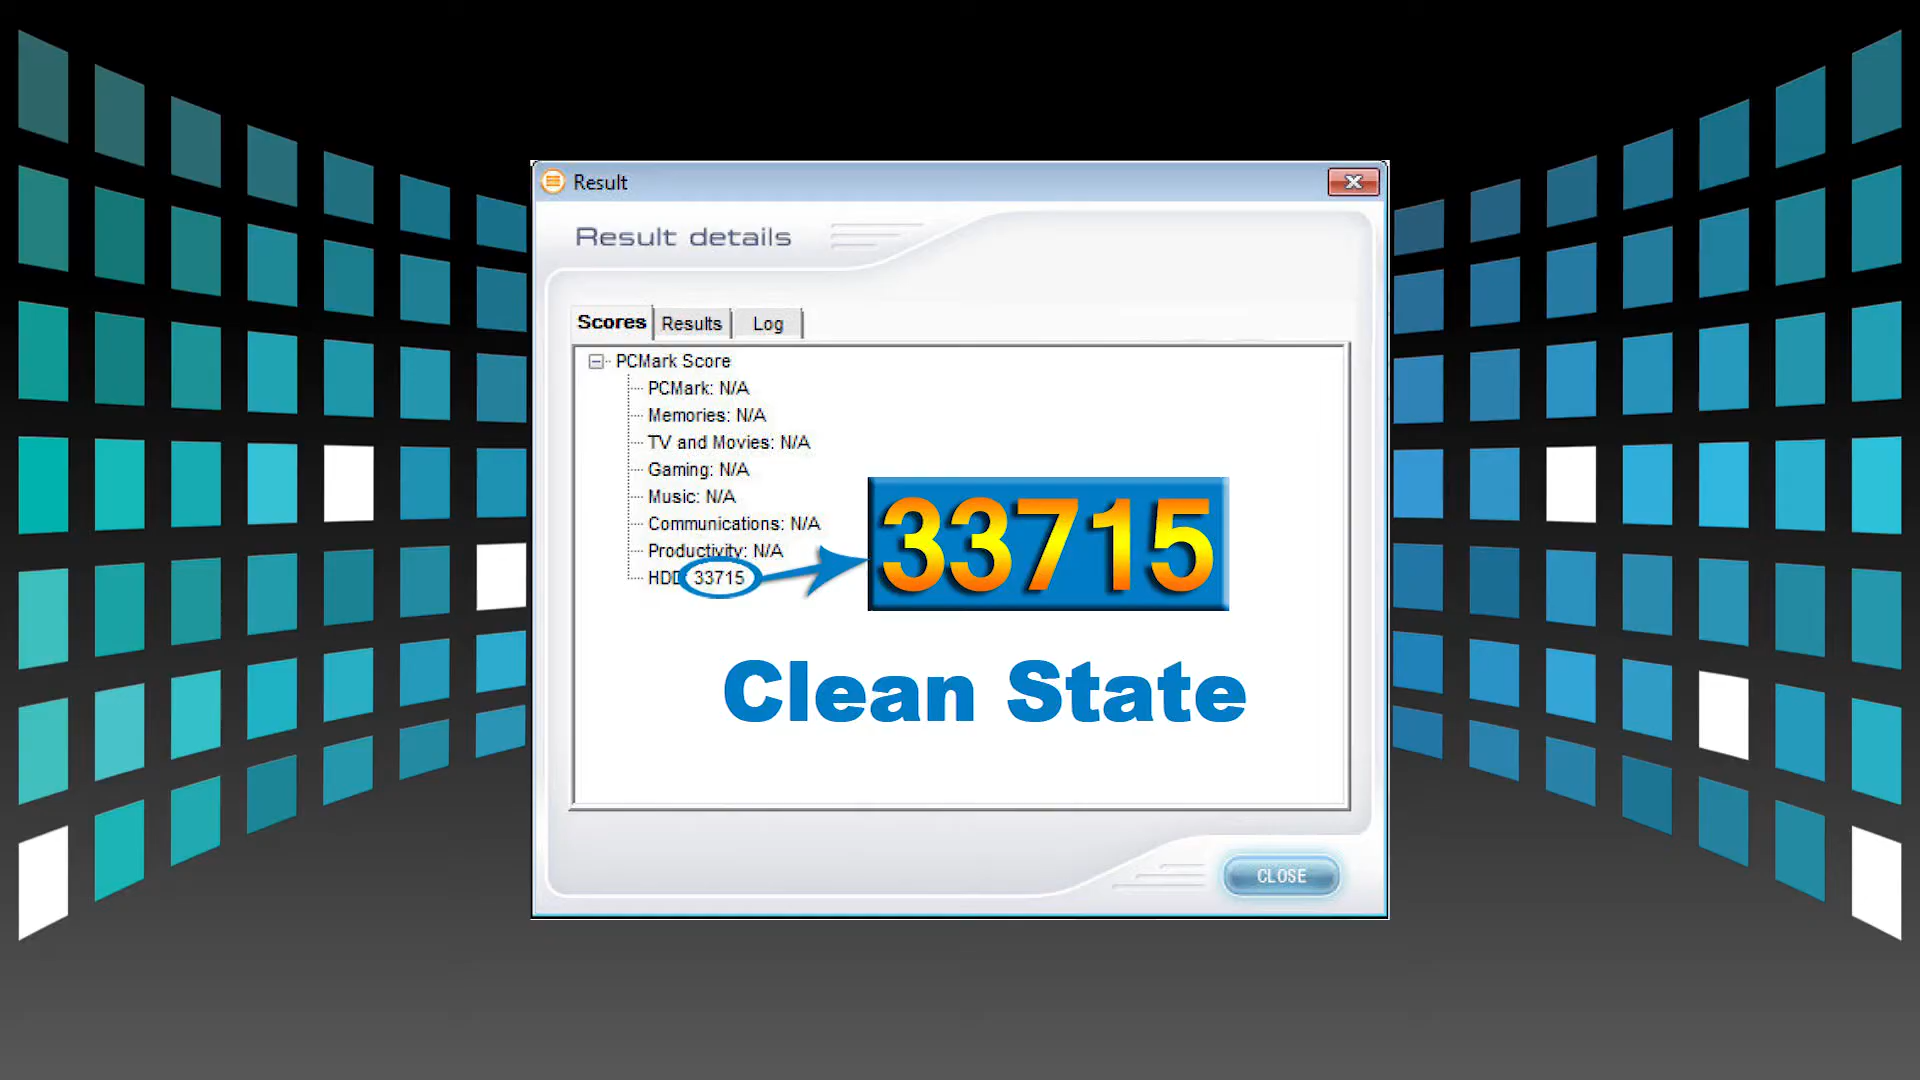 Result
Result details
Scores Results Log
PCMark Score
PCMark: N/A
Memories: N/A
TV and Movies: N/A
Gaming: N/A
Music: N/A
Communications: N/A
Productivity: N/A
HDD 33715
33715
Clean State
CLOSE